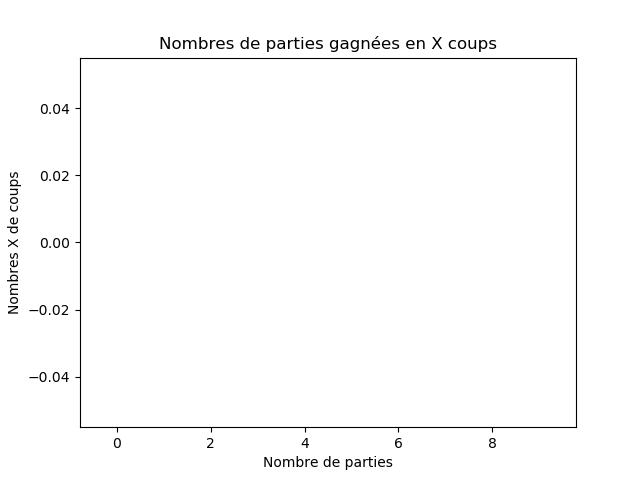 Nombres de parties gagnées en X coups
0.04
0.02
0.00
−0.02
−0.04
Nombres X de coups
0 2 4 6 8
Nombre de parties